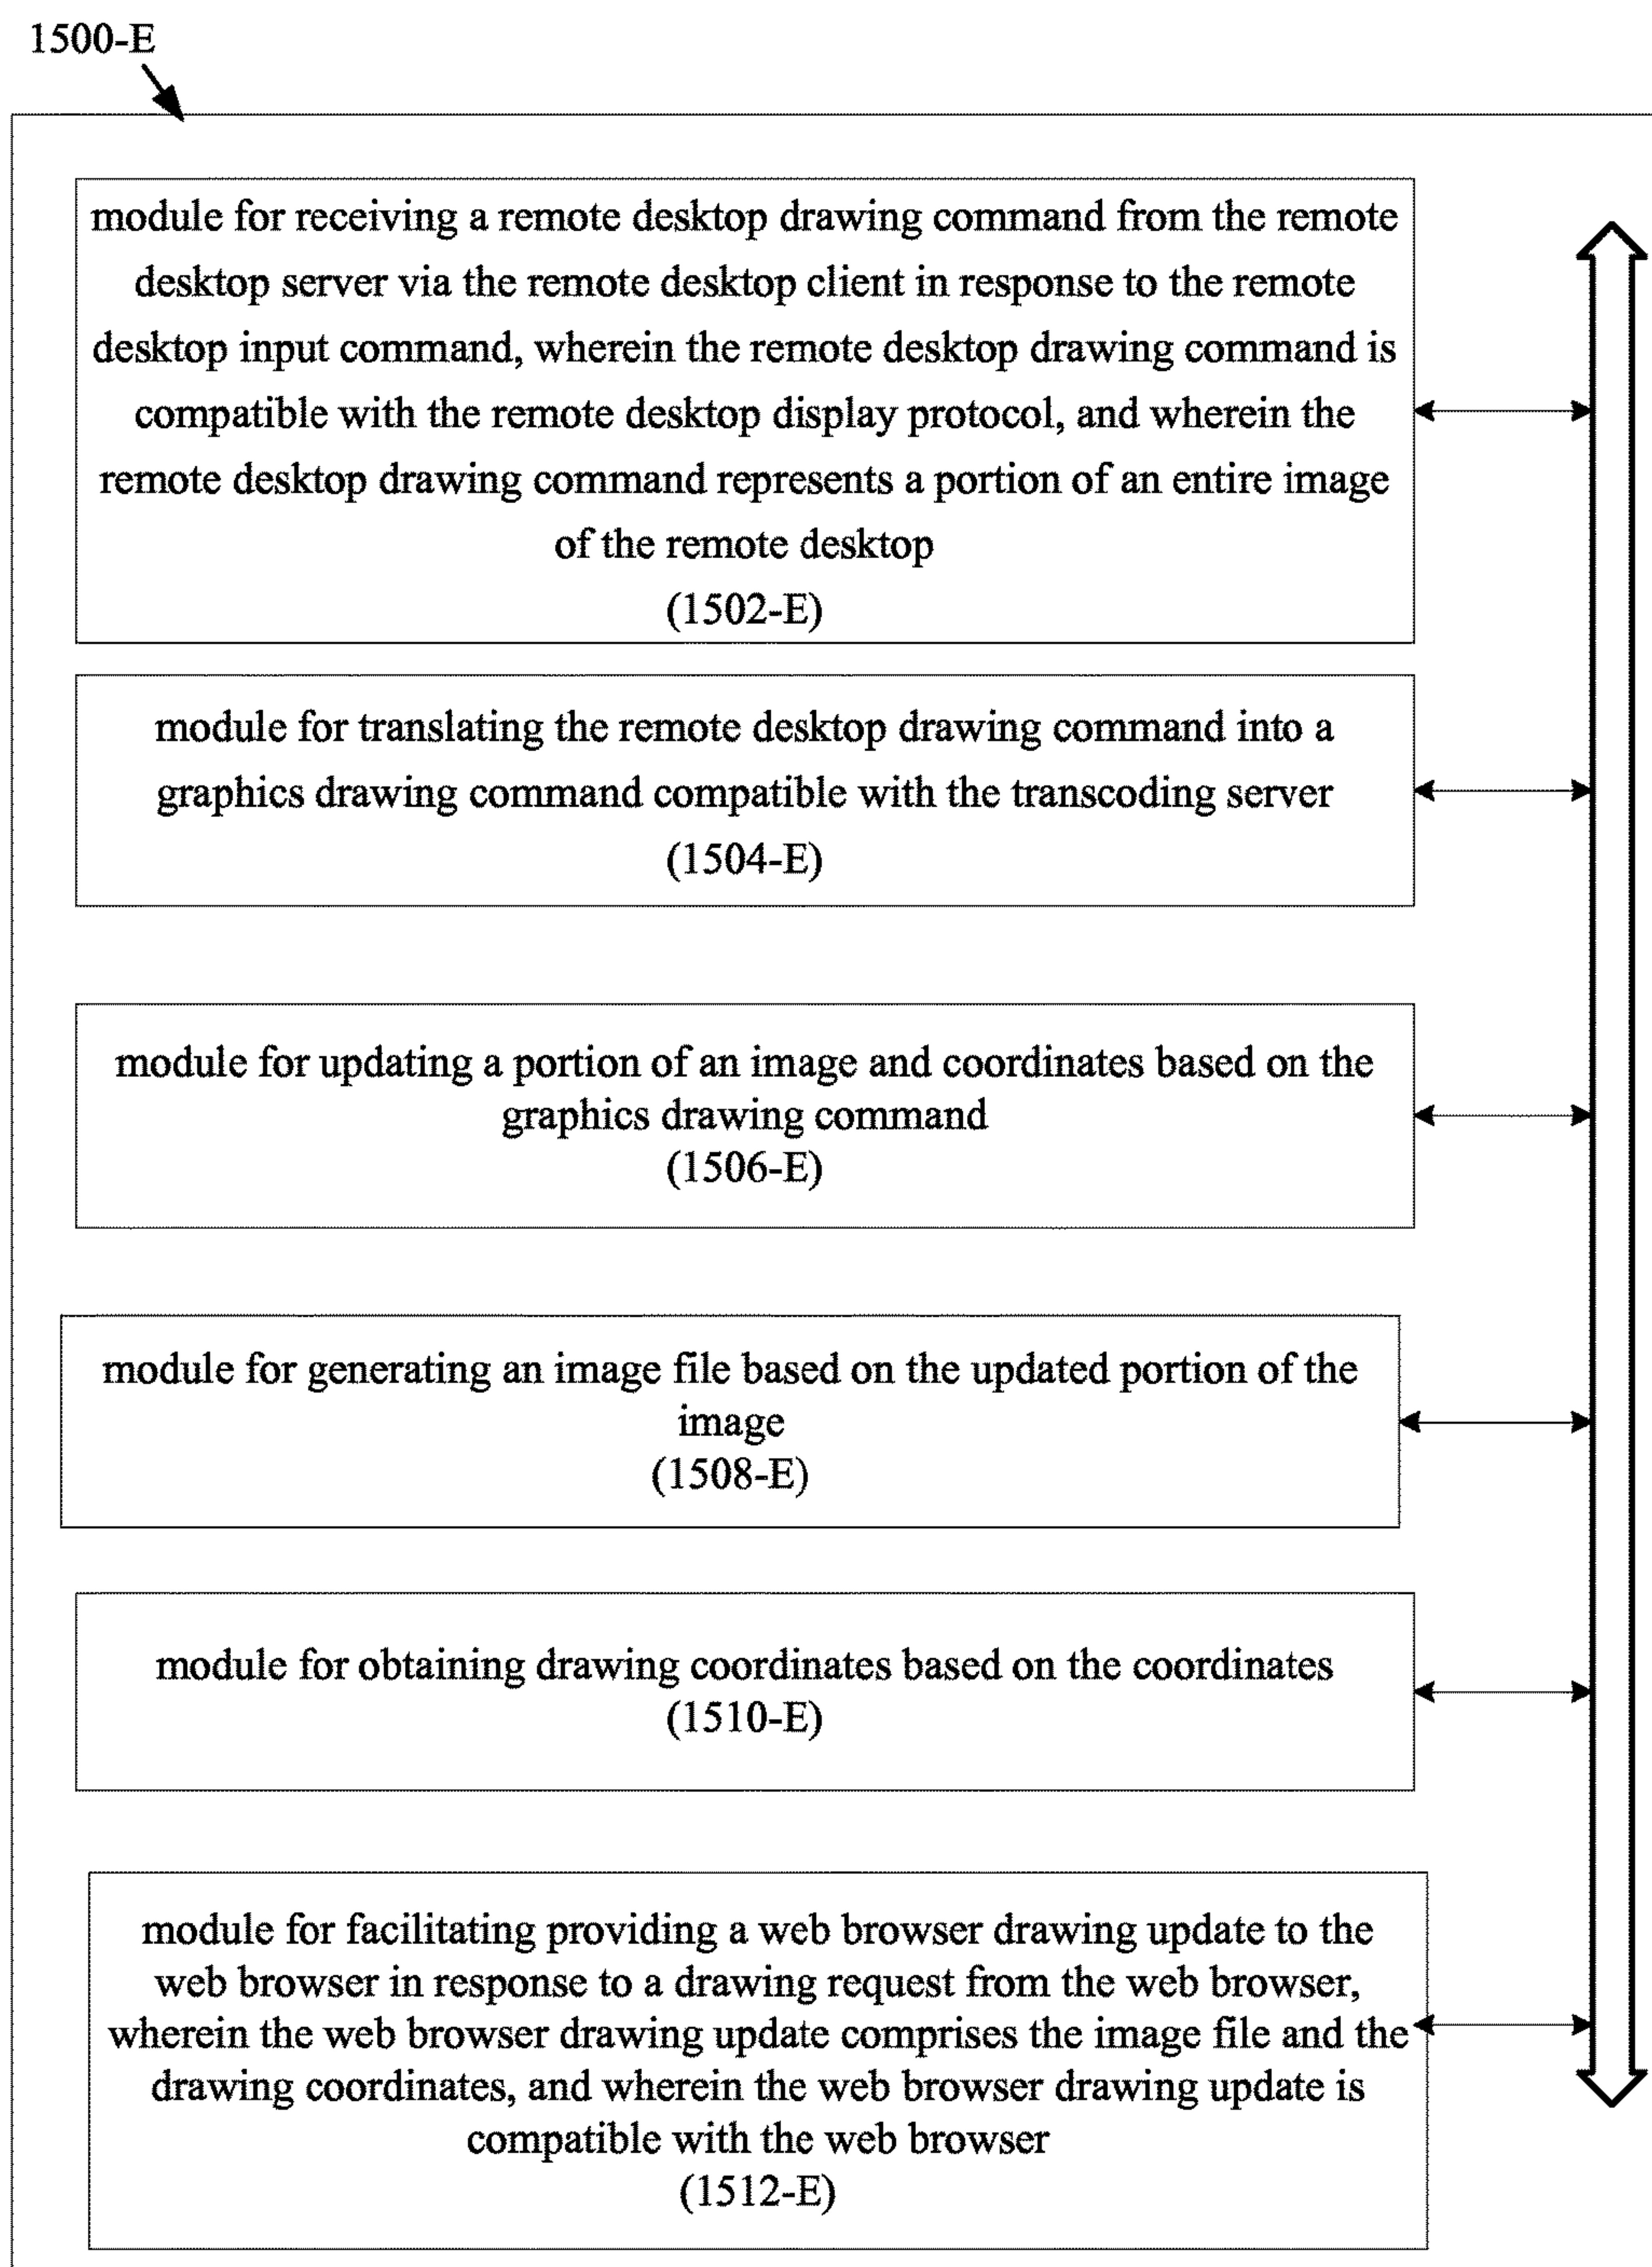 1500-E
module for receiving a remote desktop drawing command from the remote
desktop server via the remote desktop client in response to the remote
desktop input command, wherein the remote desktop drawing command is
compatible with the remote desktop display protocol, and wherein the
remote desktop drawing command represents a portion of an entire image
of the remote desktop
(1502-E)
module for translating the remote desktop drawing command into a
graphics drawing command compatible with the transcoding server
(1504-E)
module for updating a portion of an image and coordinates based on the
graphics drawing command
(1506-E)
module for generating an image file based on the updated portion of the
image
(1508-E)
module for obtaining drawing coordinates based on the coordinates
(1510-E)
module for facilitating providing a web browser drawing update to the
web browser in response to a drawing request from the web browser,
wherein the web browser drawing update comprises the image file and the
drawing coordinates, and wherein the web browser drawing update is
compatible with the web browser
(1512-E)